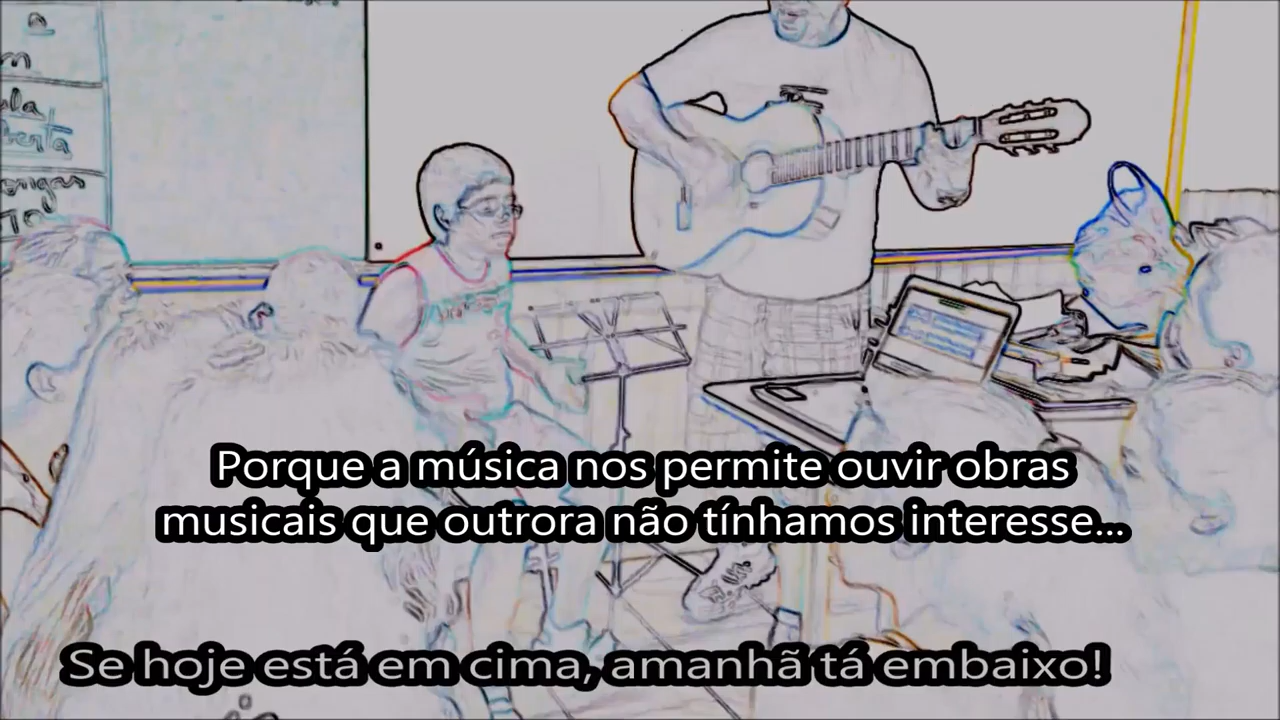 Porque a música nos permite ouvir obras
musicais que outrora não tínhamos interesse...
Se hoje está em cima, amanhã tá embaixo!